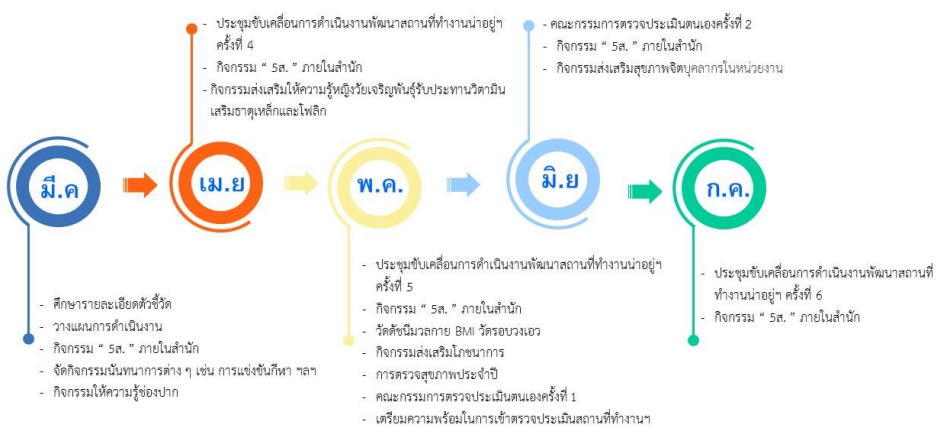 - ประชุมขับเคลื่อนการดำเนินงานพัฒนาสถานที่ทำงานน่าอยู่ฯ
ครั้งที่ 4
- กิจกรรม “ 5ส. ” ภายในสำนัก
- กิจกรรมส่งเสริมให้ความรู้หญิงวัยเจริญพันธุ์รับประทานวิตามิน
เสริมธาตุเหล็กและโฟลิก
- คณะกรรมการตรวจประเมินตนเองครั้งที่ 2
- กิจกรรม “ 5ส. ” ภายในสำนัก
- กิจกรรมส่งเสริมสุขภาพจิตบุคลากรในหน่วยงาน
มี.ค
เม.ย
พ.ค.
มิ.ย
ก.ค.
- ศึกษารายละเอียดตัวชี้วัด
- วางแผนการดำเนินงาน
- กิจกรรม “ 5ส. ” ภายในสำนัก
- จัดกิจกรรมนันทนาการต่าง ๆ เช่น การแข่งขันกีฬา ฯลฯ
- กิจกรรมให้ความรู้ช่องปาก
- ประชุมขับเคลื่อนการดำเนินงานพัฒนาสถานที่ทำงานน่าอยู่ฯ
ครั้งที่ 5
- กิจกรรม “ 5ส. ” ภายในสำนัก
- วัดดัชนีมวลกาย BMI วัดรอบวงเอว
- กิจกรรมส่งเสริมโภชนาการ
- การตรวจสุขภาพประจำปี
- คณะกรรมการตรวจประเมินตนเองครั้งที่ 1
- เตรียมความพร้อมในการเข้าตรวจประเมินสถานที่ทำงานฯ
- ประชุมขับเคลื่อนการดำเนินงานพัฒนาสถานที่
ทำงานน่าอยู่ฯ ครั้งที่ 6
- กิจกรรม “ 5ส. ” ภายในสำนัก